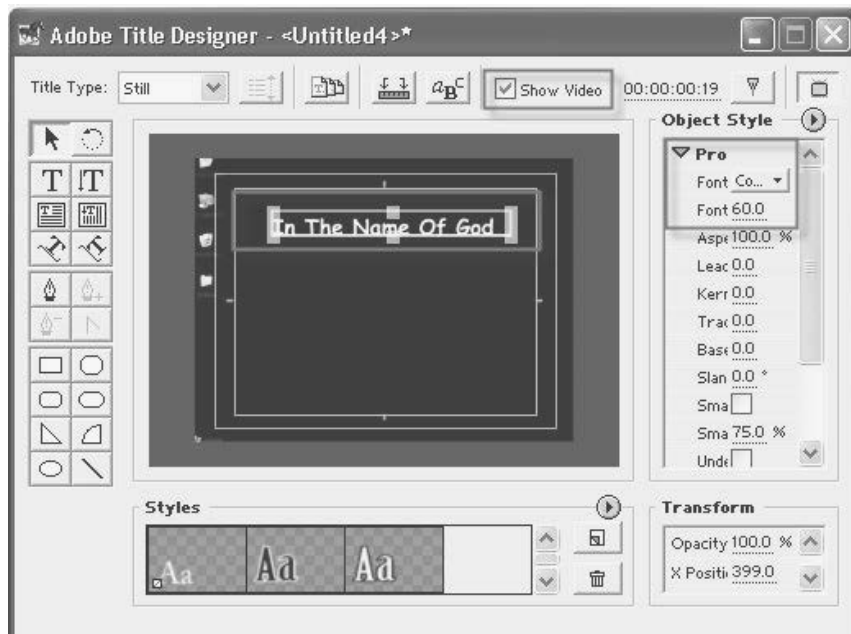 Adobe Title Designer - <Untitled4>*
Title Type: Still
Show Video
00:00:00:19
Object Style
Pro
Font Co...
Font 60.0
Aspe 100.0 %
Leac 0.0
Kerr 0.0
Trac 0.0
Base 0.0
Slan 0.0 °
Sma
Sma 75.0 %
Unde
In The Name Of God
Styles
Aa Aa Aa
Transform
Opacity 100.0 %
X Positi 399.0